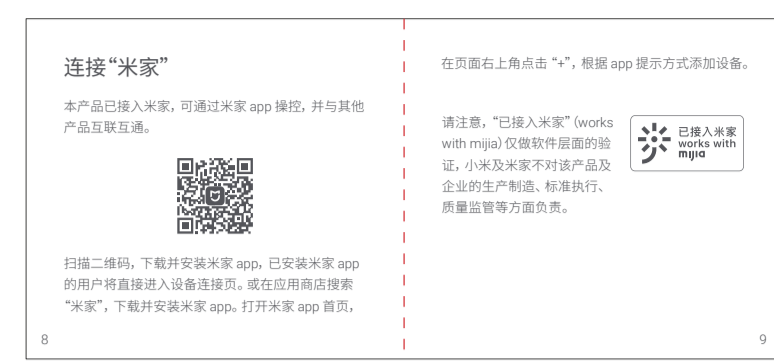 连接“米家”
本产品已接入米家，可通过米家 app 操控，并与其他
产品互联互通。
扫描二维码，下载并安装米家 app，已安装米家 app
的用户将直接进入设备连接页。或在应用商店搜索
“米家”，下载并安装米家 app。打开米家 app 首页，
8
在页面右上角点击 “+”，根据 app 提示方式添加设备。
请注意，“已接入米家”（works
with mijia）仅做软件层面的验
证，小米及米家不对该产品及
企业的生产制造、标准执行、
质量监管等方面负责。
已接入米家
works with
mijia
9